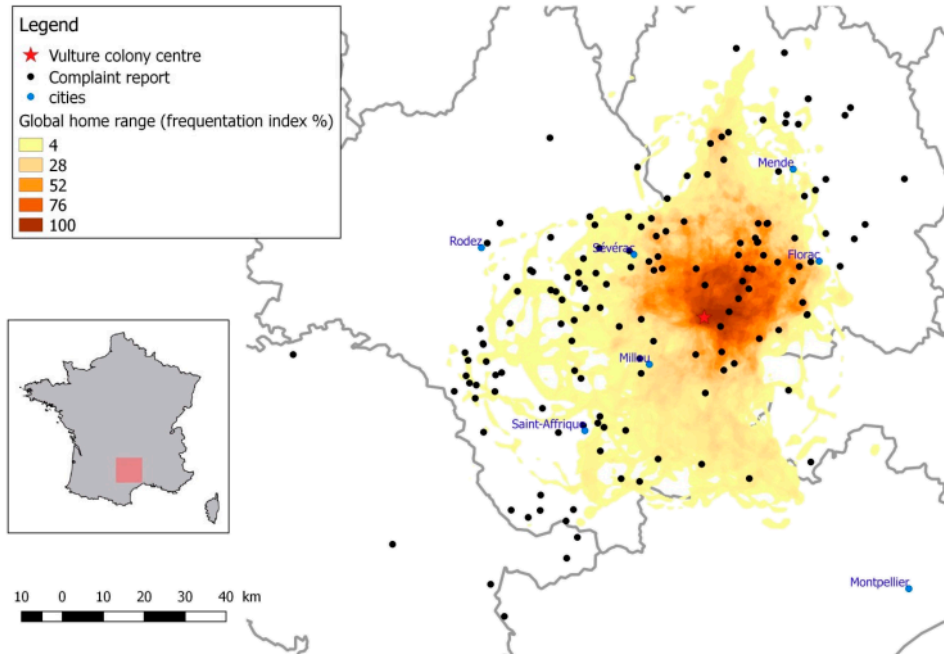 Legend
Vulture colony centre
Complaint report
cities
Global home range (frequentation index %)
4
28
52
76
100
Mende
Rodez
Sévérac
Florac
Millau
Saint-Affrique
Montpellier
10 0 10 20 30 40 km